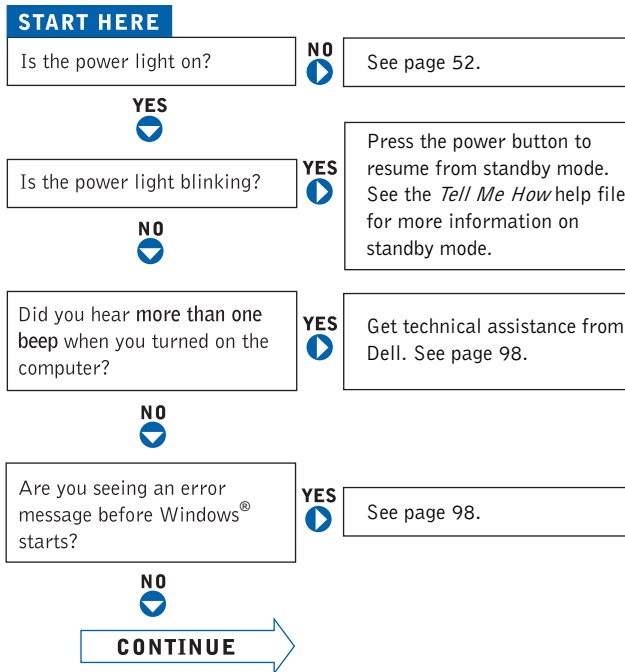 START HERE
Is the power light on?
NO
See page 52.
YES
Is the power light blinking?
YES
Press the power button to
resume from standby mode.
See the Tell Me How help file
for more information on
standby mode.
NO
Did you hear more than one
beep when you turned on the
computer?
YES
Get technical assistance from
Dell. See page 98.
NO
Are you seeing an error
message before Windows®
starts?
YES
See page 98.
NO
CONTINUE